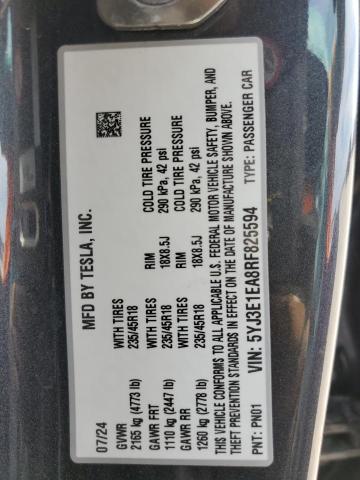 MFD BY TESLA, INC.
07/24
GVWR WITH TIRES RIM COLD TIRE PRESSURE
2165 kg (4773 lb) 235/45R18 18X8.5J 290 kPa, 42 psi
GAWR FRT WITH TIRES RIM COLD TIRE PRESSURE
1110 kg (2447 lb) 235/45R18 18X8.5J 290 kPa, 42 psi
GAWR RR
1260 kg (2778 lb) 235/45R18
THIS VEHICLE CONFORMS TO ALL APPLICABLE U.S. FEDERAL MOTOR VEHICLE SAFETY, BUMPER, AND
THEFT PREVENTION STANDARDS IN EFFECT ON THE DATE OF MANUFACTURE SHOWN ABOVE.
VIN: 5YJ3E1EA8RF825594
PNT: PN01 TYPE: PASSENGER CAR